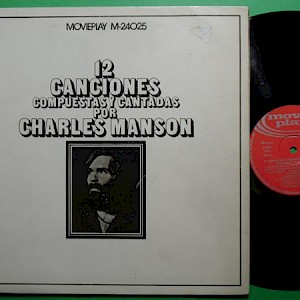 MOVIEPLAY M-24025
12
CANCIONES
COMPUESTAS Y CANTADAS
POR
CHARLES MANSON
movie
play